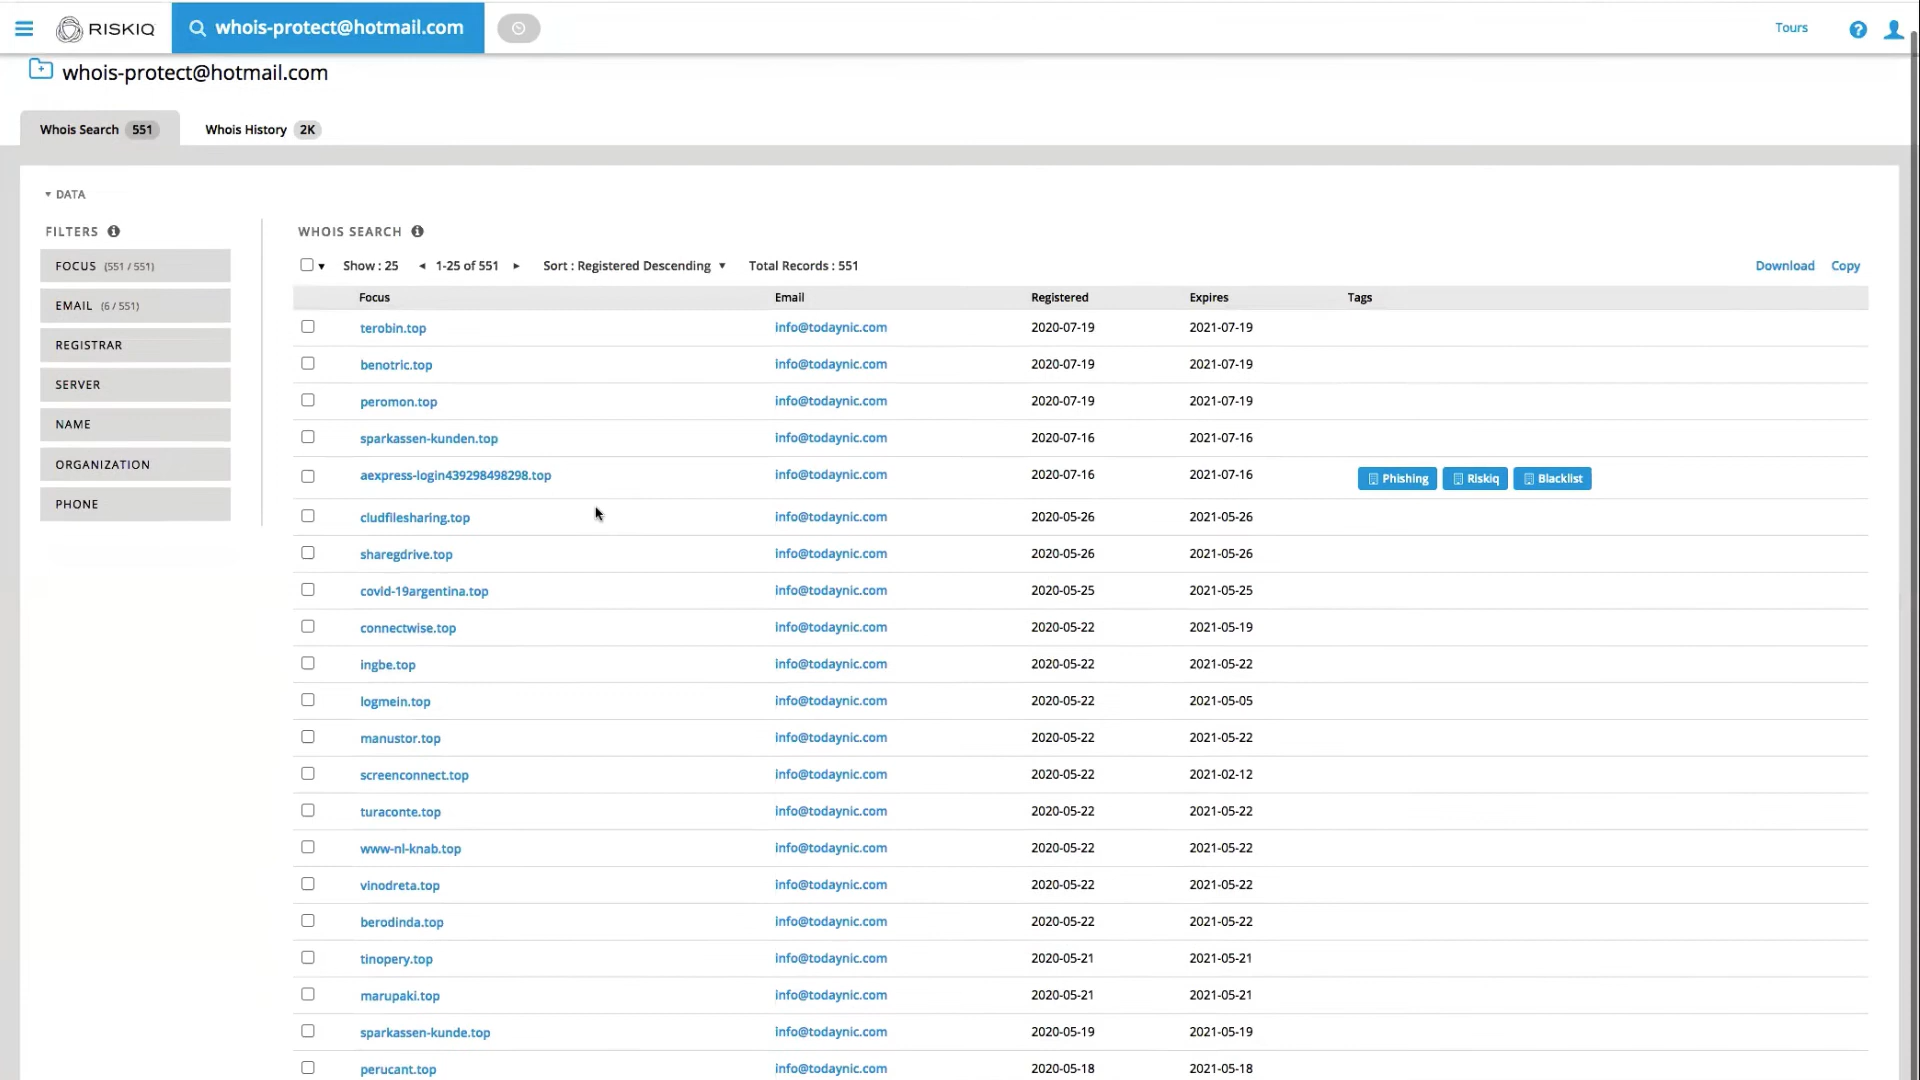 RISKIQ whois-protect@hotmail.com Tours
whois-protect@hotmail.com
Whois Search 551 Whois History 2K
DATA
FILTERS
FOCUS (551 / 551)
EMAIL (6 / 551)
REGISTRAR
SERVER
NAME
ORGANIZATION
PHONE
WHOIS SEARCH
Show : 25 1-25 of 551 Sort : Registered Descending Total Records : 551 Download Copy
Focus Email Registered Expires Tags
terobin.top info@todaynic.com 2020-07-19 2021-07-19
benotric.top info@todaynic.com 2020-07-19 2021-07-19
peromon.top info@todaynic.com 2020-07-19 2021-07-19
sparkassen-kunden.top info@todaynic.com 2020-07-16 2021-07-16
aexpress-login439298498298.top info@todaynic.com 2020-07-16 2021-07-16 Phishing Riskiq Blacklist
cludfilesharing.top info@todaynic.com 2020-05-26 2021-05-26
sharegdrive.top info@todaynic.com 2020-05-26 2021-05-26
covid-19argentina.top info@todaynic.com 2020-05-25 2021-05-25
connectwise.top info@todaynic.com 2020-05-22 2021-05-19
ingbe.top info@todaynic.com 2020-05-22 2021-05-22
logmein.top info@todaynic.com 2020-05-22 2021-05-05
manustor.top info@todaynic.com 2020-05-22 2021-05-22
screenconnect.top info@todaynic.com 2020-05-22 2021-02-12
turaconte.top info@todaynic.com 2020-05-22 2021-05-22
www-nl-knab.top info@todaynic.com 2020-05-22 2021-05-22
vinodreta.top info@todaynic.com 2020-05-22 2021-05-22
berodinda.top info@todaynic.com 2020-05-22 2021-05-22
tinopery.top info@todaynic.com 2020-05-21 2021-05-21
marupaki.top info@todaynic.com 2020-05-21 2021-05-21
sparkassen-kunde.top info@todaynic.com 2020-05-19 2021-05-19
perucant.top info@todaynic.com 2020-05-18 2021-05-18